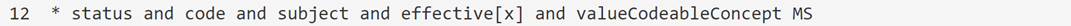 12  * status and code and subject and effective[x] and valueCodeableConcept MS